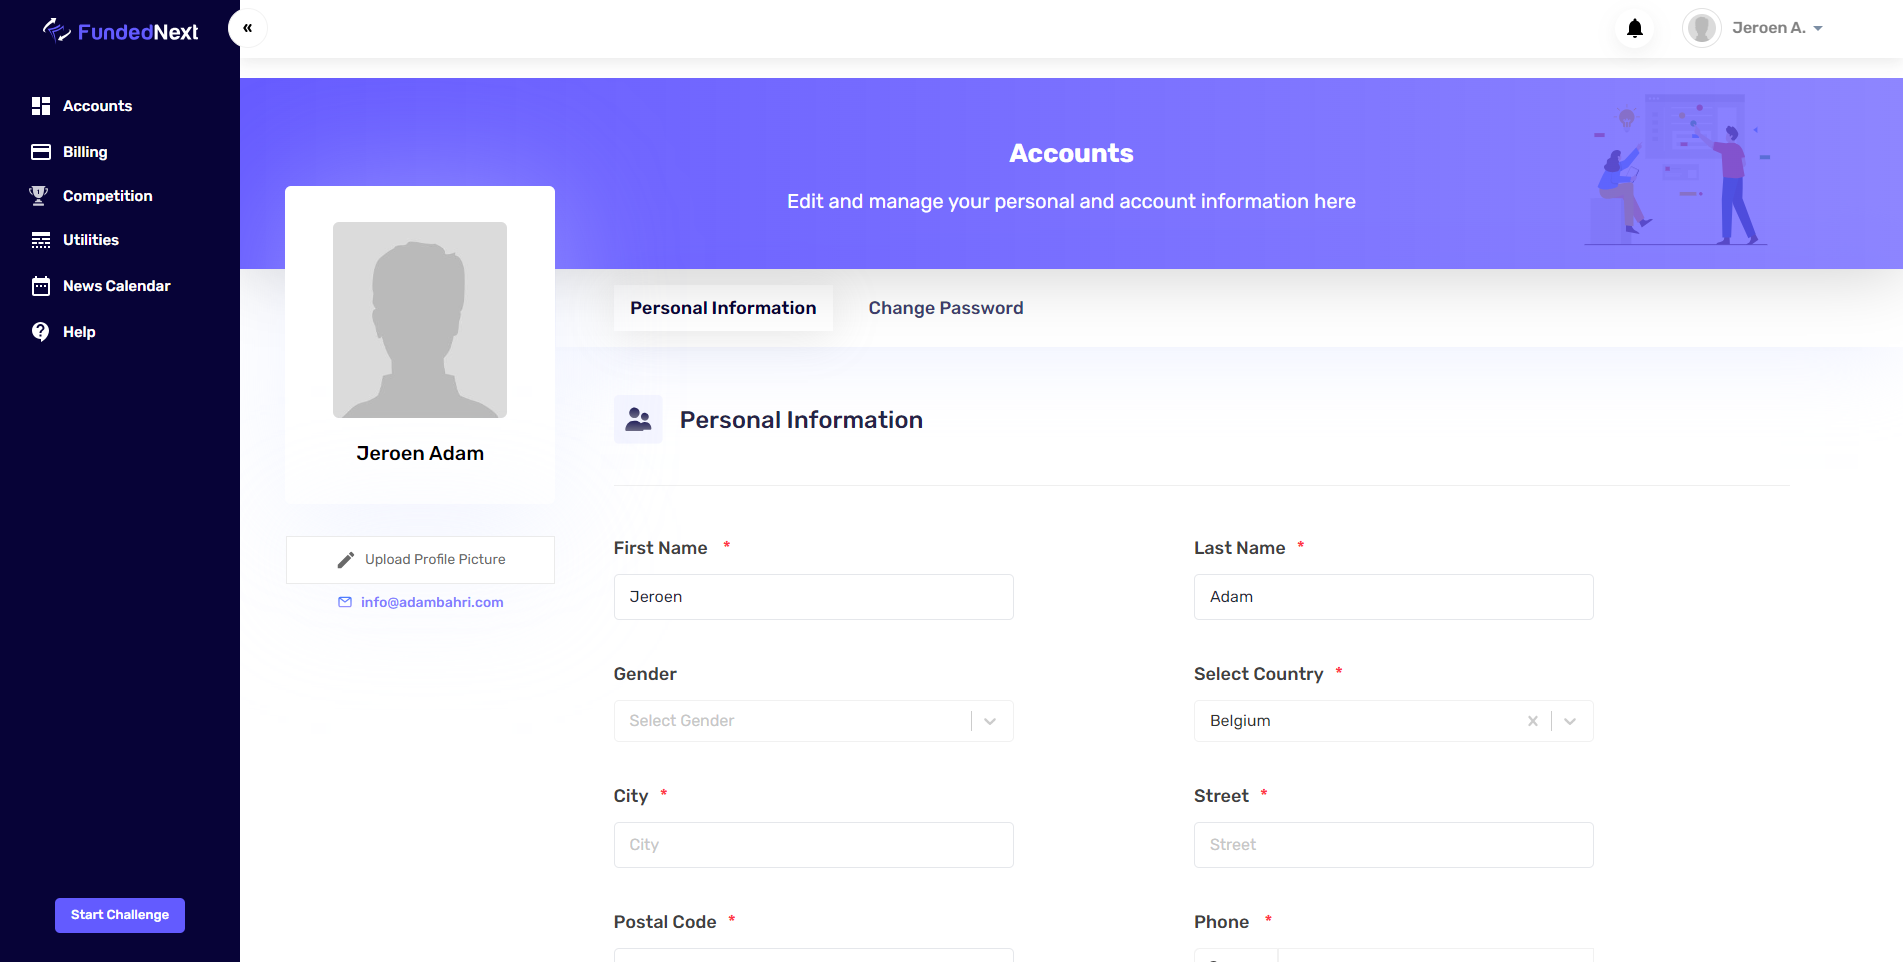 FundedNext
«
Jeroen A.
Accounts
Billing
Competition
Utilities
News Calendar
Help
Start Challenge
Accounts
Edit and manage your personal and account information here
Jeroen Adam
Upload Profile Picture
info@adambahri.com
Personal Information
Change Password
Personal Information
First Name *
Jeroen
Last Name *
Adam
Gender
Select Gender
Select Country *
Belgium
City *
City
Street *
Street
Postal Code *
Phone *